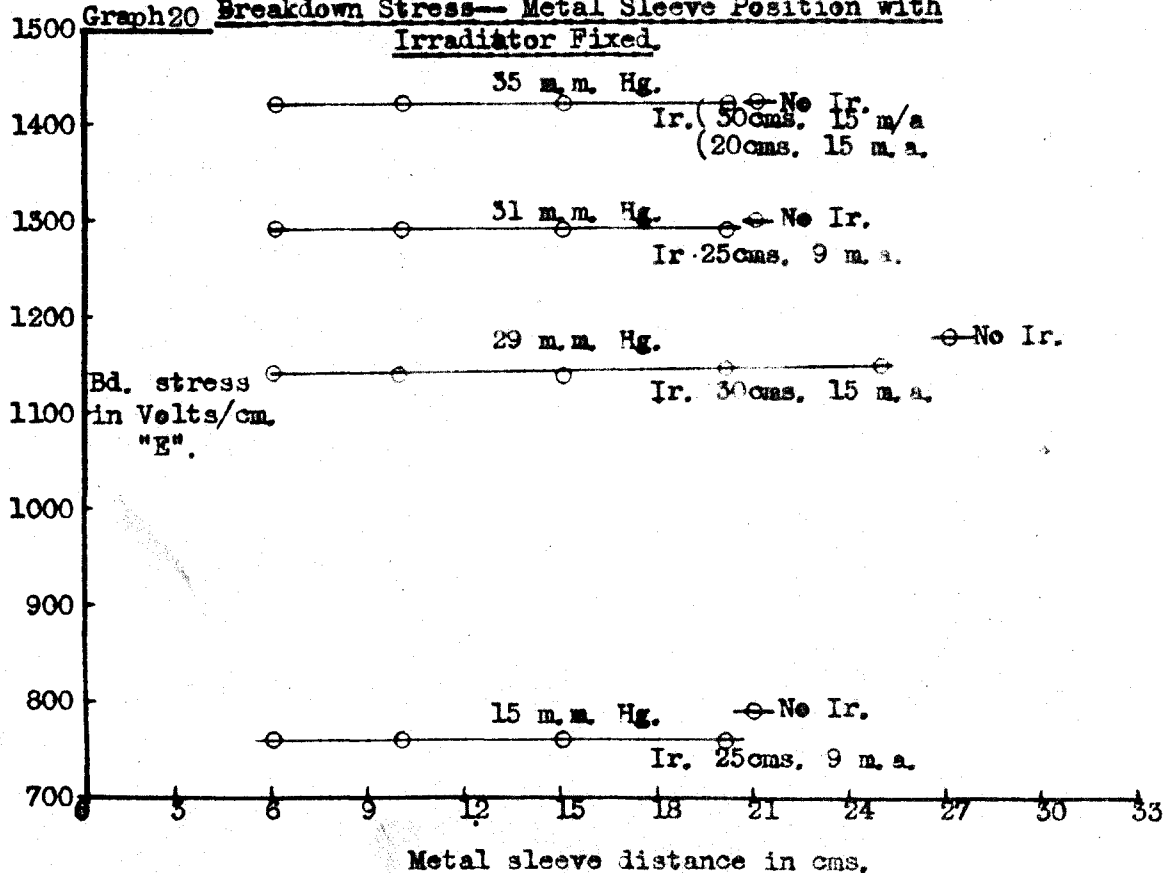 Graph20 Breakdown Stress— Metal Sleeve Position with
Irradiator Fixed.
1500
35 m.m. Hg.
No Ir.
1400
Ir.( 30cms. 15 m/a
(20cms. 15 m.a.
31 m.m. Hg.
1300
No Ir.
Ir.25cms. 9 m.a.
1200
29 m.m. Hg.
No Ir.
Bd. stress
Ir. 30cms. 15 m.a.
1100
in Volts/cm.
"E".
1000
900
800
15 m.m. Hg.
No Ir.
Ir. 25cms. 9 m.a.
700
0 3 6 9 12 15 18 21 24 27 30 33
Metal sleeve distance in cms.